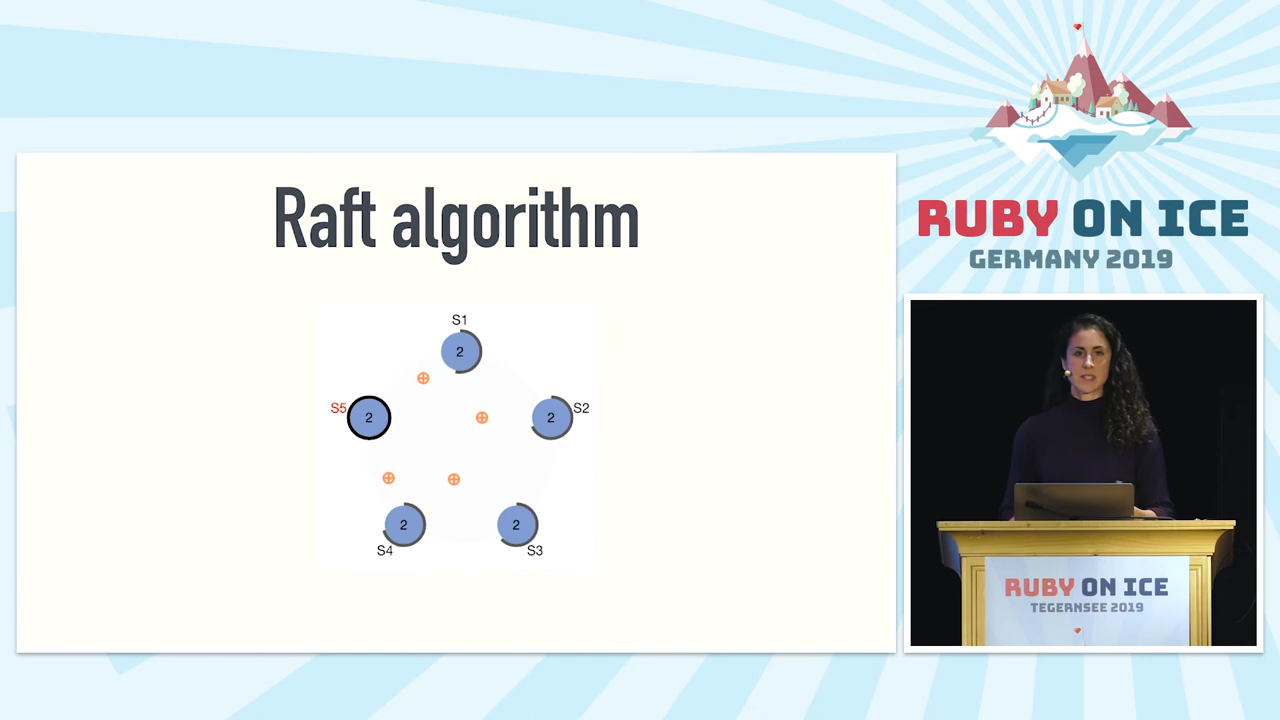 Raft algorithm
S1
2
S5
2
2
S2
2
S4
2
S3
RUBY ON ICE
GERMANY 2019
RUBY ON ICE
TEGERNSEE 2019